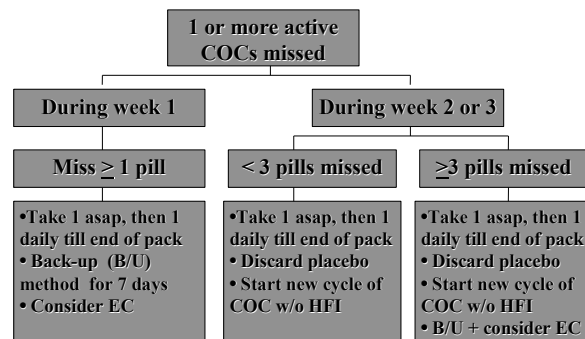 1 or more active
COCs missed
During week 1
During week 2 or 3
Miss ≥ 1 pill
< 3 pills missed
≥3 pills missed
•Take 1 asap, then 1
daily till end of pack
• Back-up (B/U)
method for 7 days
• Consider EC
•Take 1 asap, then 1
daily till end of pack
• Discard placebo
• Start new cycle of
COC w/o HFI
•Take 1 asap, then 1
daily till end of pack
• Discard placebo
• Start new cycle of
COC w/o HFI
• B/U + consider EC